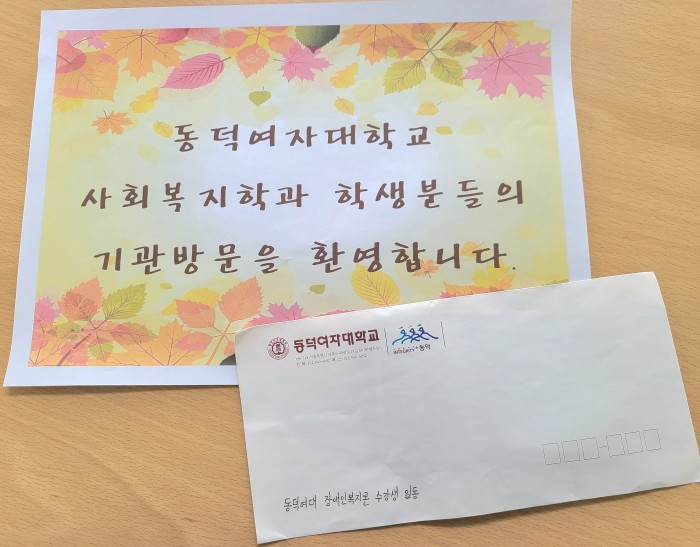 동덕여자대학교
사회복지학과 학생분들의
기관방문을 환영합니다.
동덕여자대학교
동덕여대 장애인복지론 수강생 일동